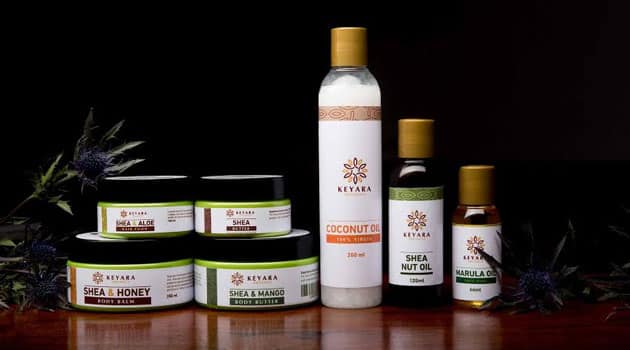 KEYARA
SHEA & ALOE
KEYARA
SHEA
BUTTER
KEYARA
SHEA & HONEY
BODY BALM
KEYARA
SHEA & MANGO
BODY BUTTER
KEYARA
COCONUT OIL
100% VIRGIN
250 ml
KEYARA
SHEA
NUT OIL
120ml
KEYARA
MARULA OIL